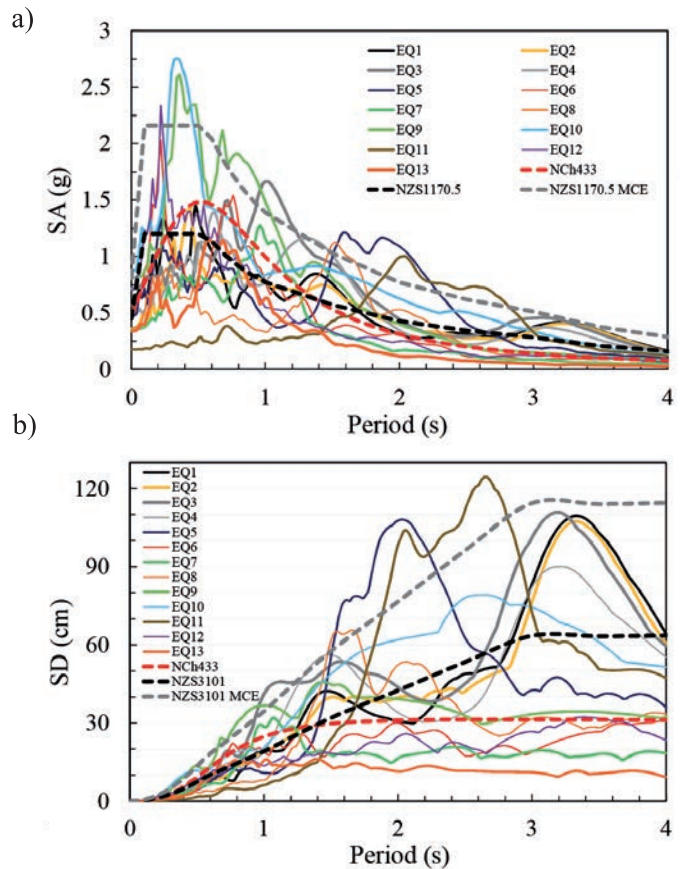 a)
3
2.5
2
1.5
1
0.5
0
SA (g)
EQ1 EQ2
EQ3 EQ4
EQ5 EQ6
EQ7 EQ8
EQ9 EQ10
EQ11 EQ12
EQ13 NCh433
NZS1170.5 NZS1170.5 MCE
0 1 2 3 4
Period (s)
b)
120
90
60
30
0
SD (cm)
EQ1
EQ2
EQ3
EQ4
EQ5
EQ6
EQ7
EQ8
EQ9
EQ10
EQ11
EQ12
EQ13
NCh433
NZS3101
NZS3101 MCE
0 1 2 3 4
Period (s)